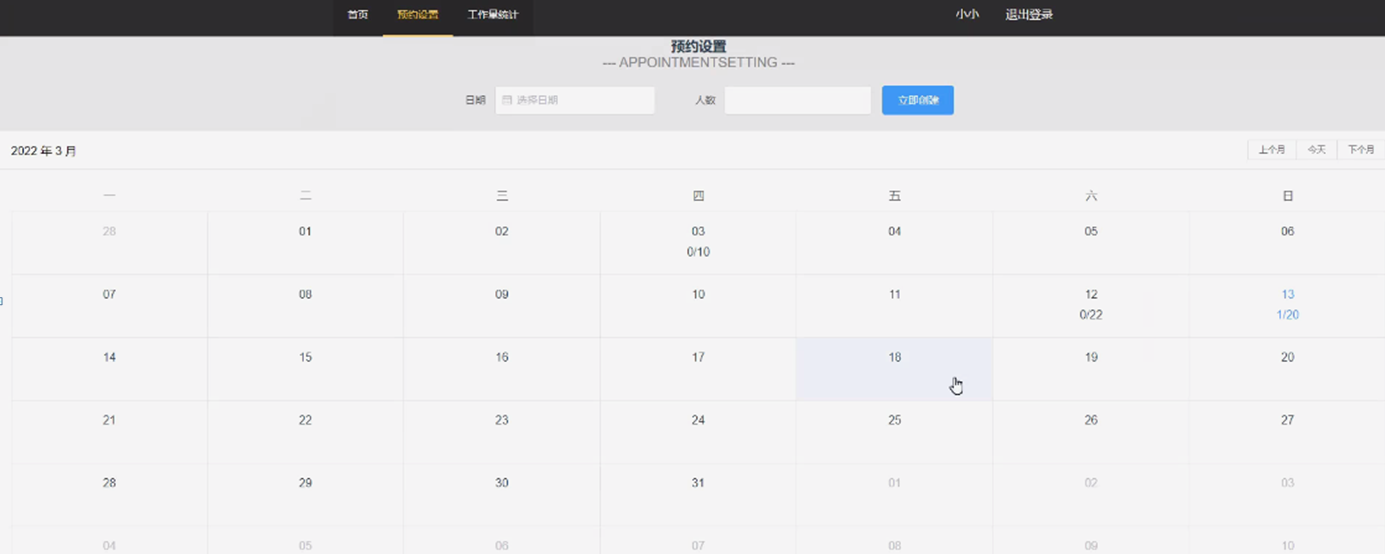 首页 预约设置 工作量统计 小小 退出登录
预约设置
--- APPOINTMENTSETTING ---
日期 选择日期 人数 立即创建
2022 年 3 月 上个月 今天 下个月
一 二 三 四 五 六 日
28 01 02 03 04 05 06
0/10
07 08 09 10 11 12 13
0/22 1/20
14 15 16 17 18 19 20
21 22 23 24 25 26 27
28 29 30 31 01 02 03
04 05 06 07 08 09 10